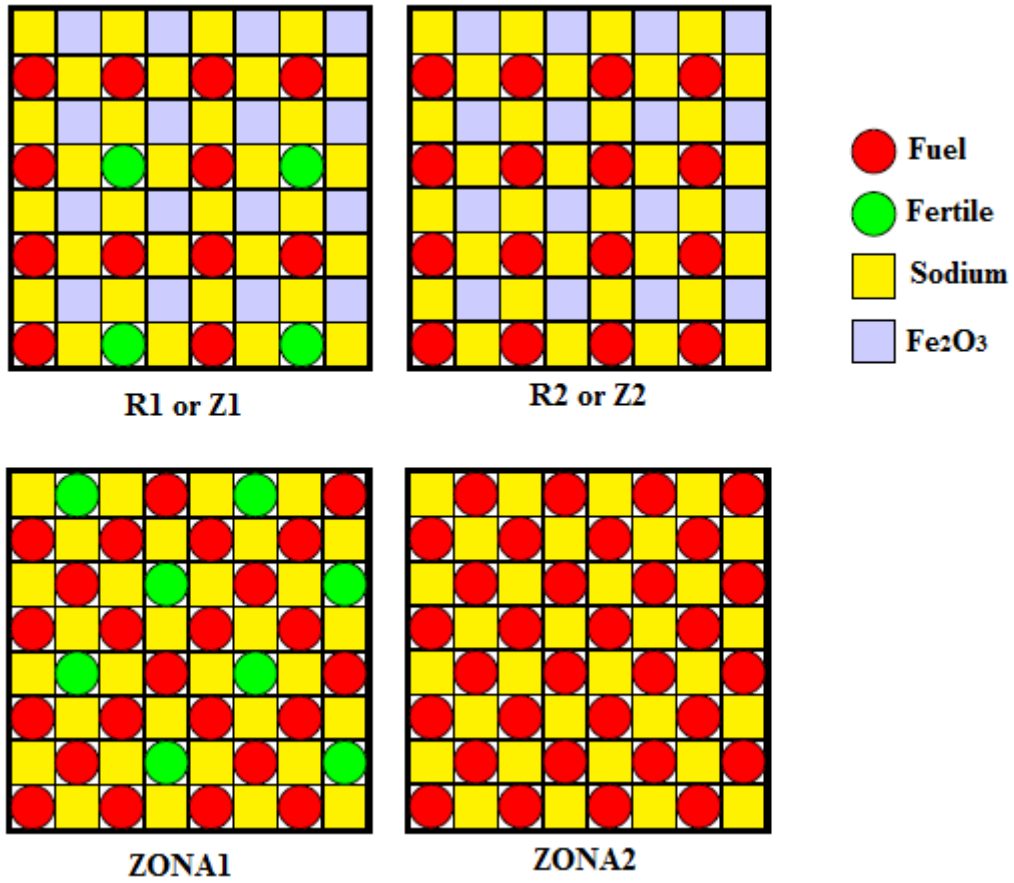 Fuel
Fertile
Sodium
Fe₂O₃
R1 or Z1
R2 or Z2
ZONA1
ZONA2